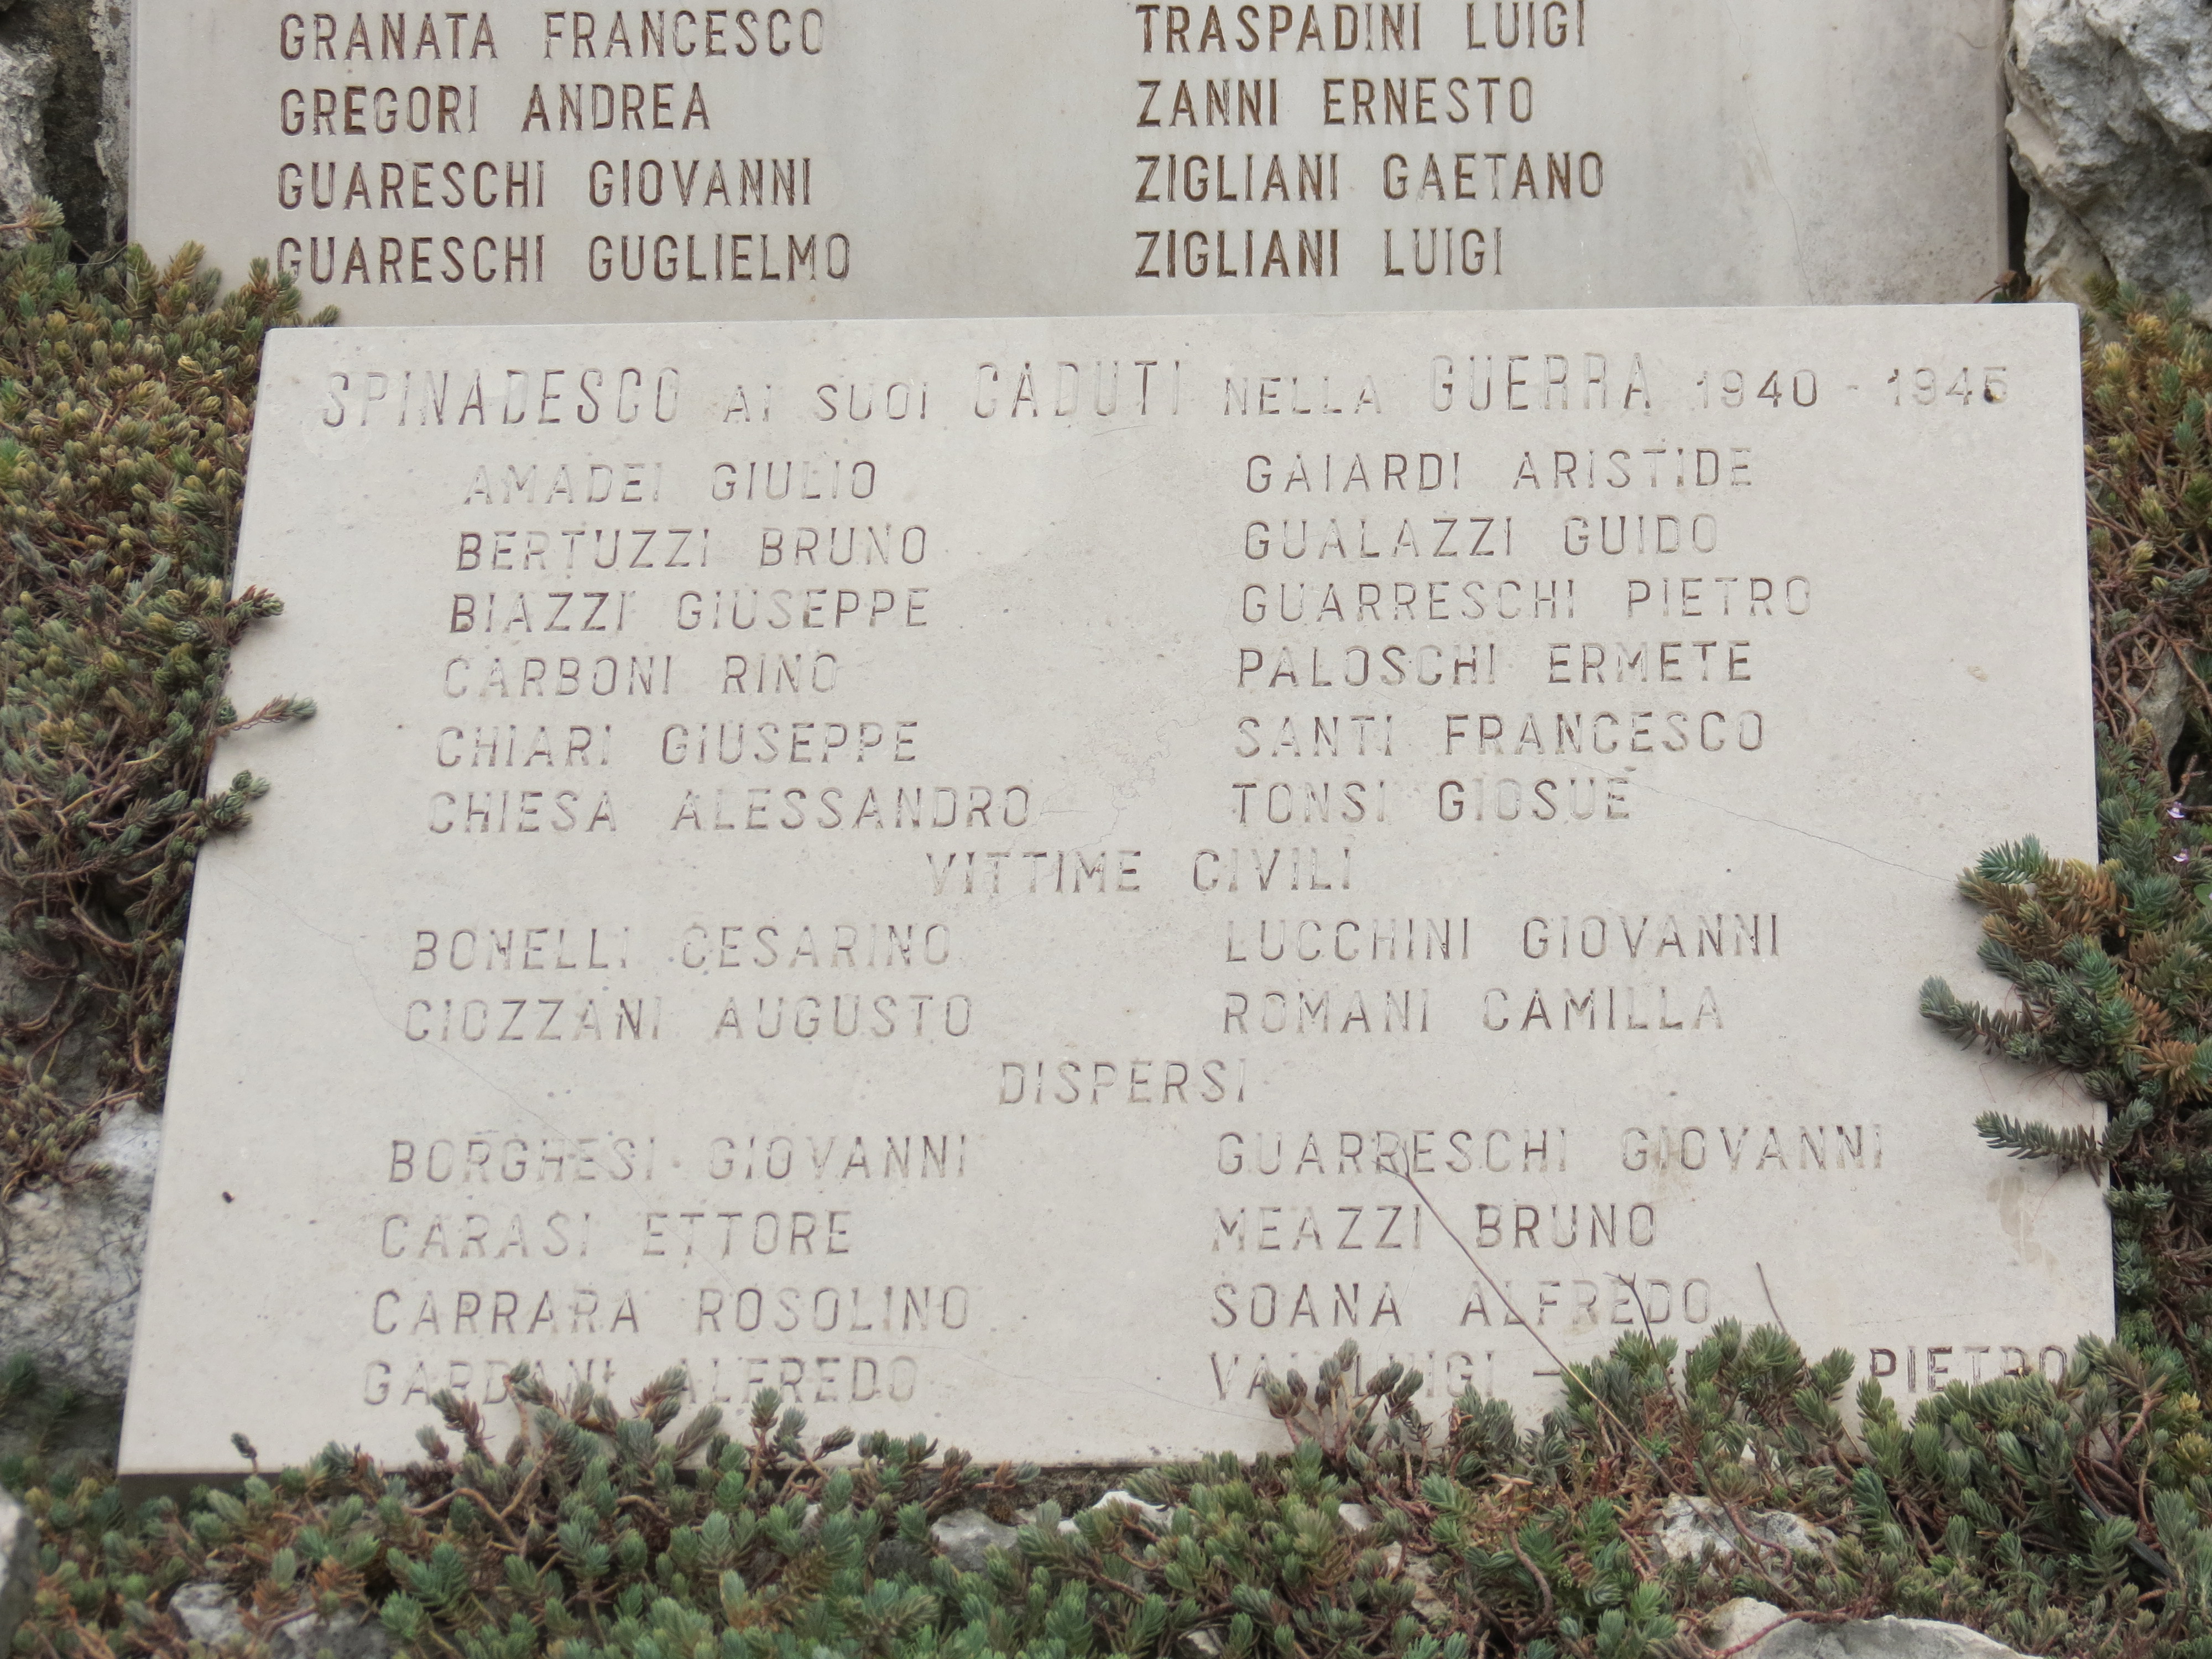 GRANATA FRANCESCO
GREGORI ANDREA
GUARESCHI GIOVANNI
GUARESCHI GUGLIELMO
TRASPADINI LUIGI
ZANNI ERNESTO
ZIGLIANI GAETANO
ZIGLIANI LUIGI
SPINADESCO AI SUOI CADUTI NELLA GUERRA 1940 - 1945
AMADEI GIULIO
BERTUZZI BRUNO
BIAZZI GIUSEPPE
CARBONI RINO
CHIARI GIUSEPPE
CHIESA ALESSANDRO
GAIARDI ARISTIDE
GUALAZZI GUIDO
GUARRESCHI PIETRO
PALOSCHI ERMETE
SANTI FRANCESCO
TONSI GIOSUE
VITTIME CIVILI
BONELLI CESARINO
CIOZZANI AUGUSTO
LUCCHINI GIOVANNI
ROMANI CAMILLA
DISPERSI
BORGHESI GIOVANNI
CARASI ETTORE
CARRARA ROSOLINO
GARDANI ALFREDO
GUARRESCHI GIOVANNI
MEAZZI BRUNO
SOANA ALFREDO
LUIGI - PIETRO